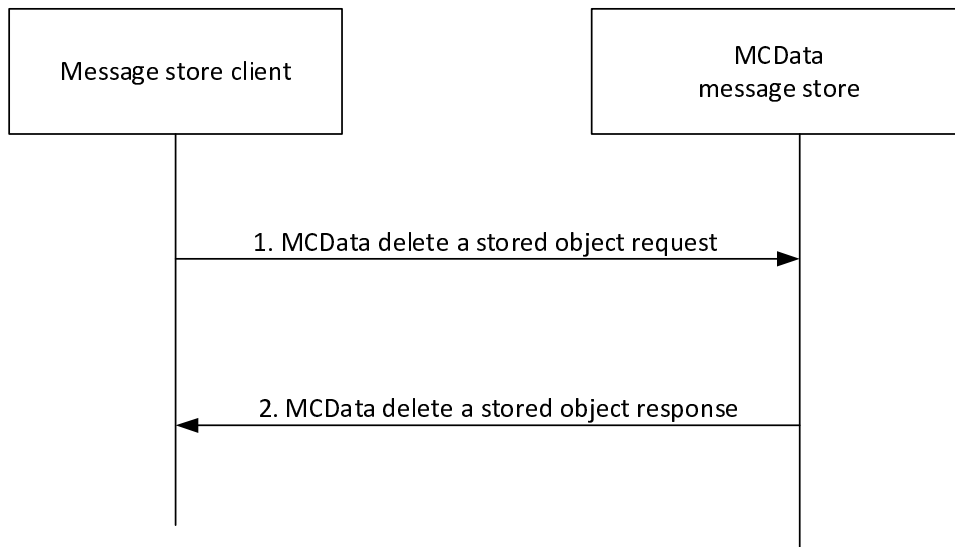 Message store client
MCData
message store
1. MCData delete a stored object request
2. MCData delete a stored object response